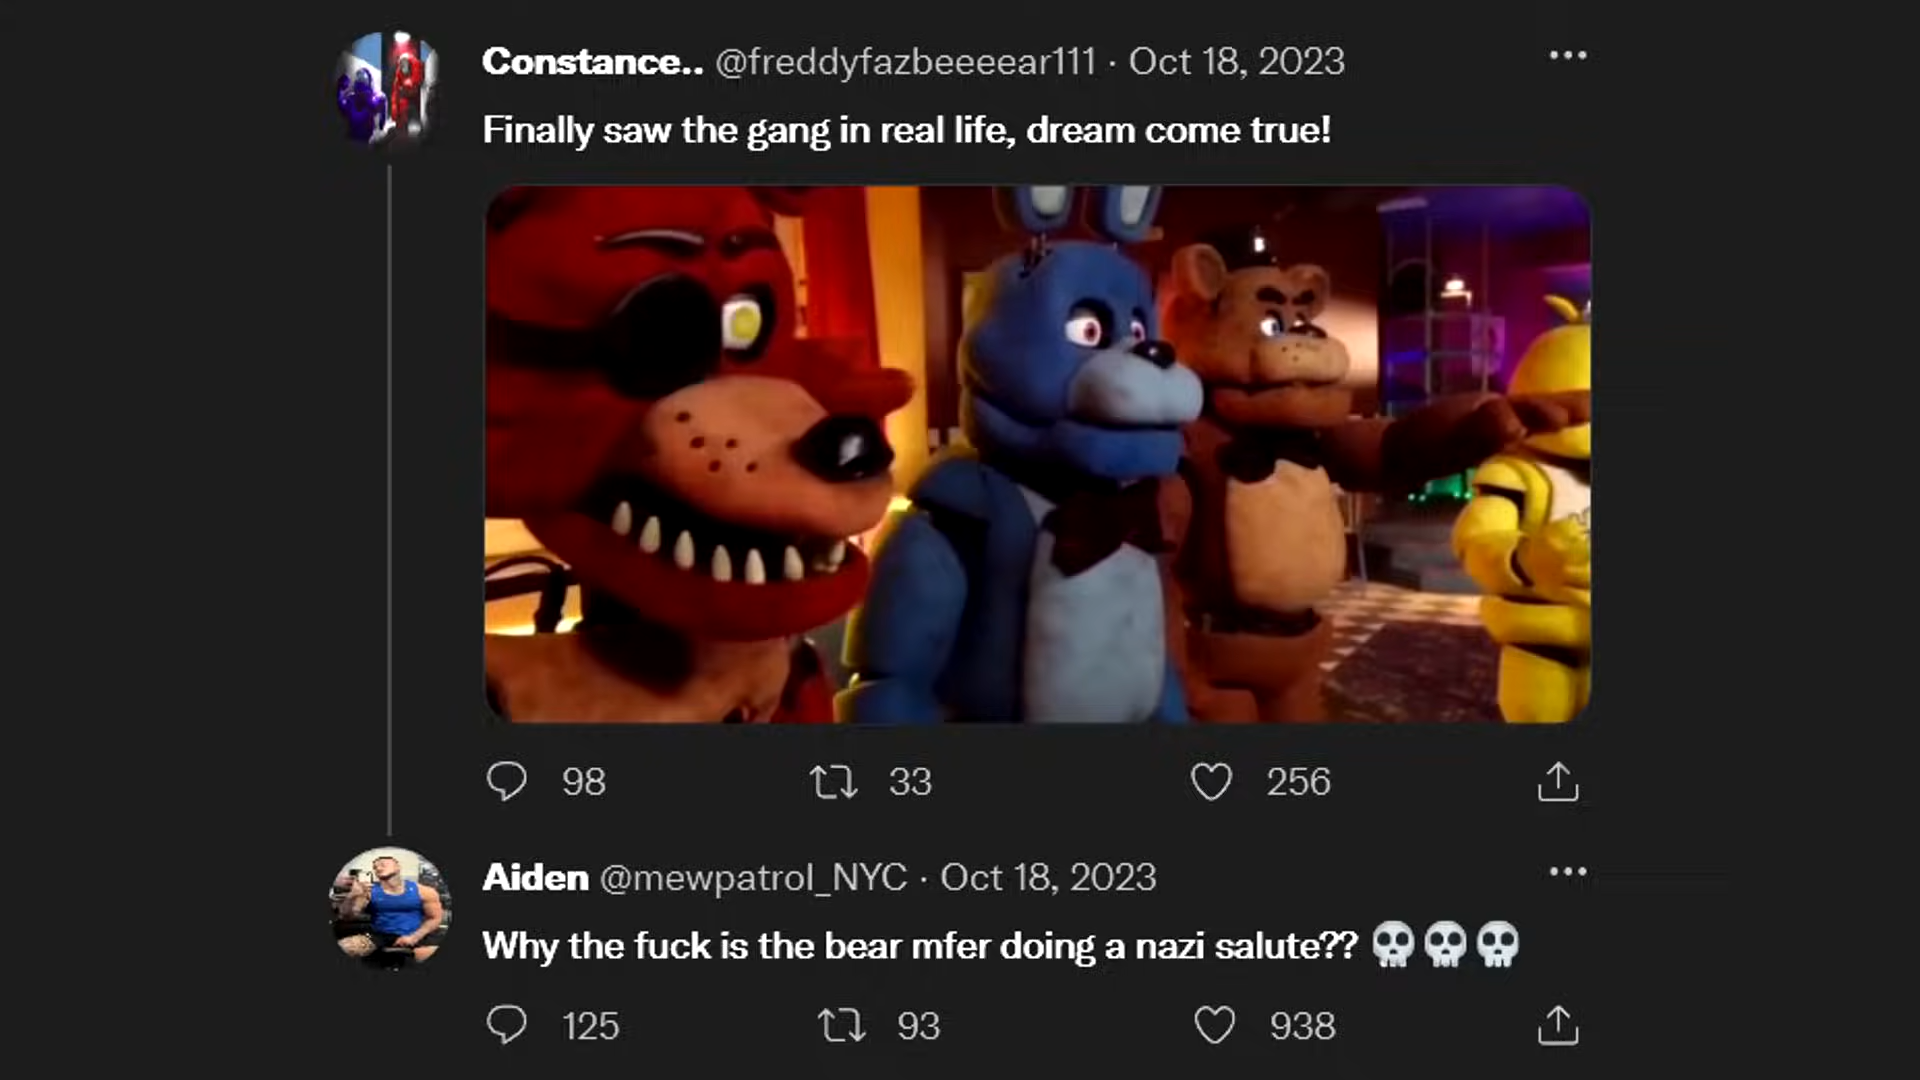 Constance.. @freddyfazbeeeear111 · Oct 18, 2023
Finally saw the gang in real life, dream come true!
98 33 256
Aiden @mewpatrol_NYC · Oct 18, 2023
Why the fuck is the bear mfer doing a nazi salute?? 💀💀💀
125 93 938